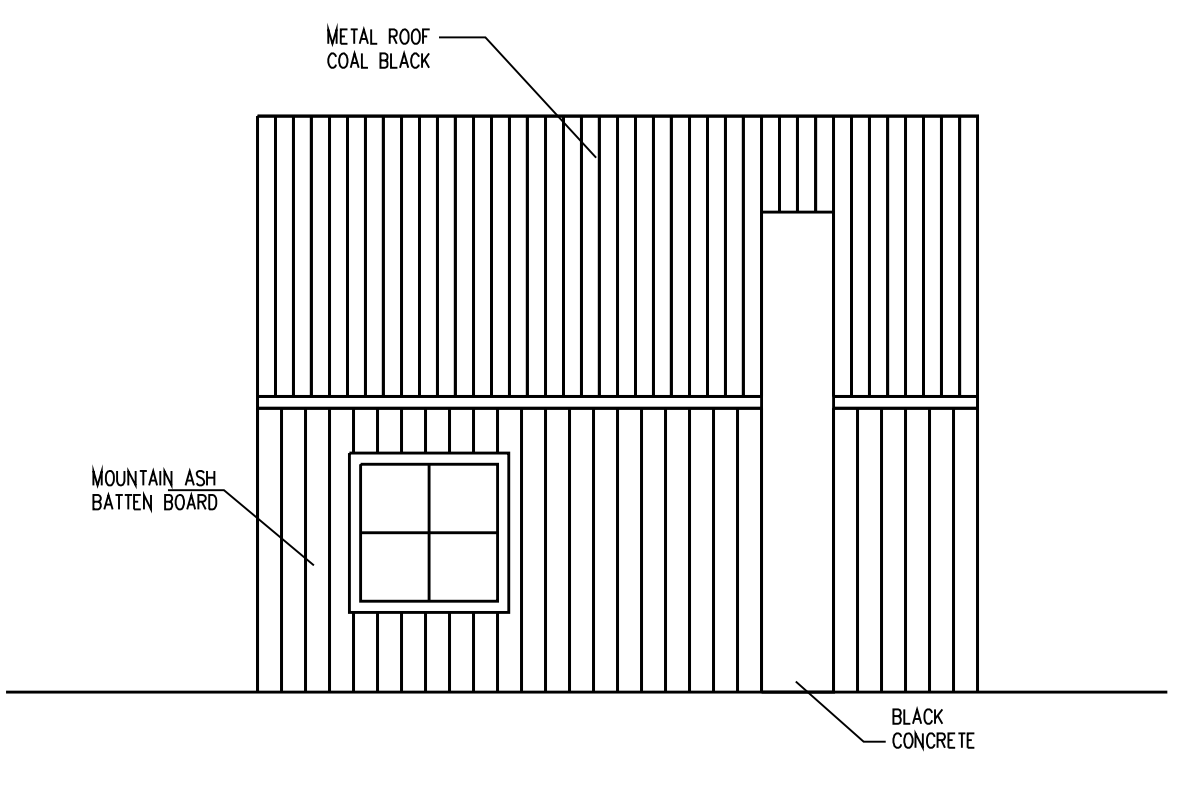 METAL ROOF
COAL BLACK
MOUNTAIN ASH
BATTEN BOARD
BLACK
CONCRETE